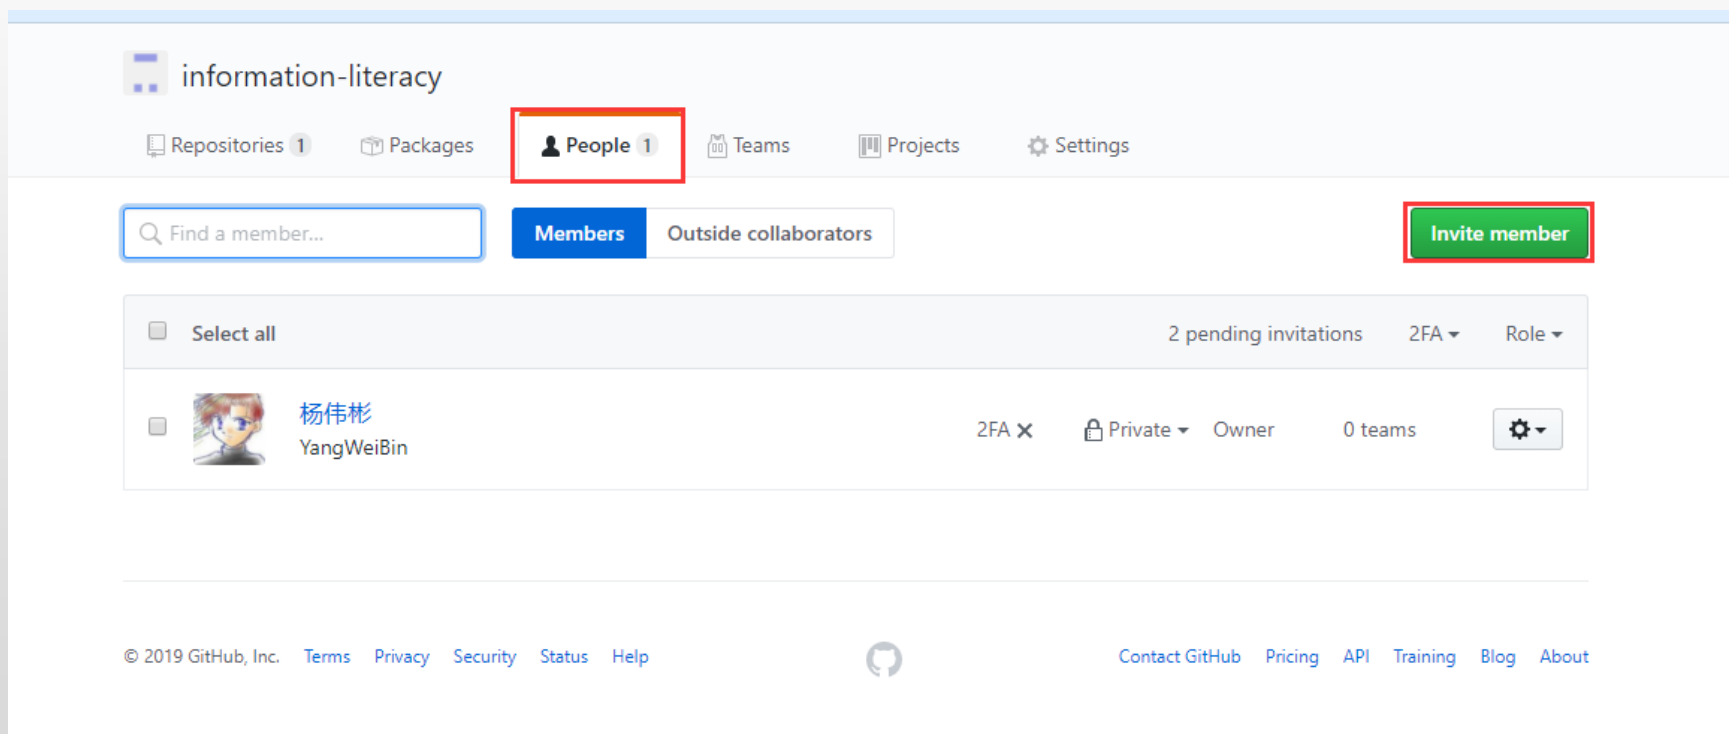 information-literacy
Repositories 1 Packages People 1 Teams Projects Settings
Find a member... Members Outside collaborators Invite member
Select all 2 pending invitations 2FA Role
杨伟彬
YangWeiBin
2FA Private Owner 0 teams
© 2019 GitHub, Inc. Terms Privacy Security Status Help Contact GitHub Pricing API Training Blog About